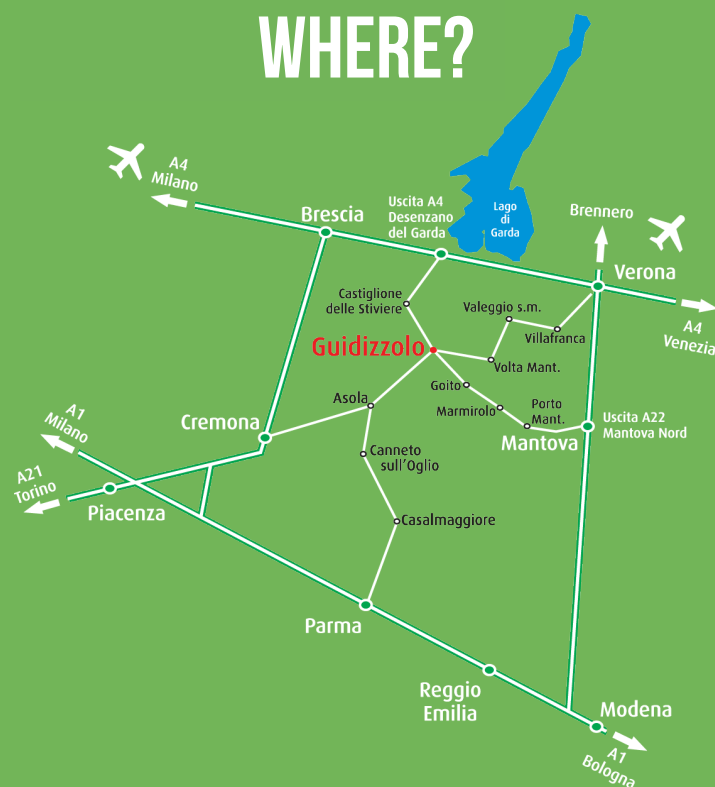 WHERE?
A4
Milano
Brescia
Uscita A4
Desenzano
del Garda
Lago
di
Garda
Brennero
Verona
A4
Venezia
Castiglione
delle Stiviere
Valeggio s.m.
Villafranca
Guidizzolo
Volta Mant.
Goito
Asola
Marmirolo
Porto
Mant.
Uscita A22
Mantova Nord
Mantova
A1
Milano
Cremona
Canneto
sull'Oglio
A21
Torino
Piacenza
Casalmaggiore
Parma
Reggio
Emilia
Modena
A1
Bologna